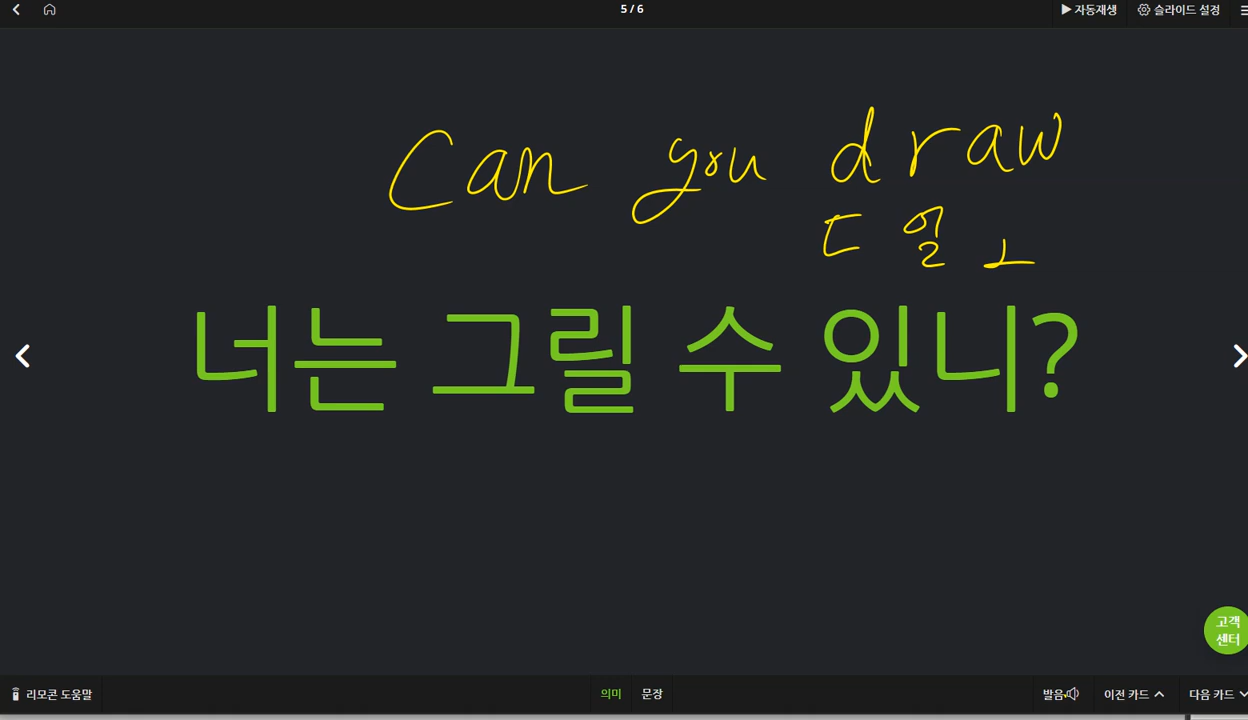 5 / 6
▶ 자동재생
슬라이드 설정
Can you draw
ㄷ 일 ㅗ
너는 그릴 수 있니?
고객
센터
리모콘 도움말
의미
문장
발음
이전 카드
다음 카드